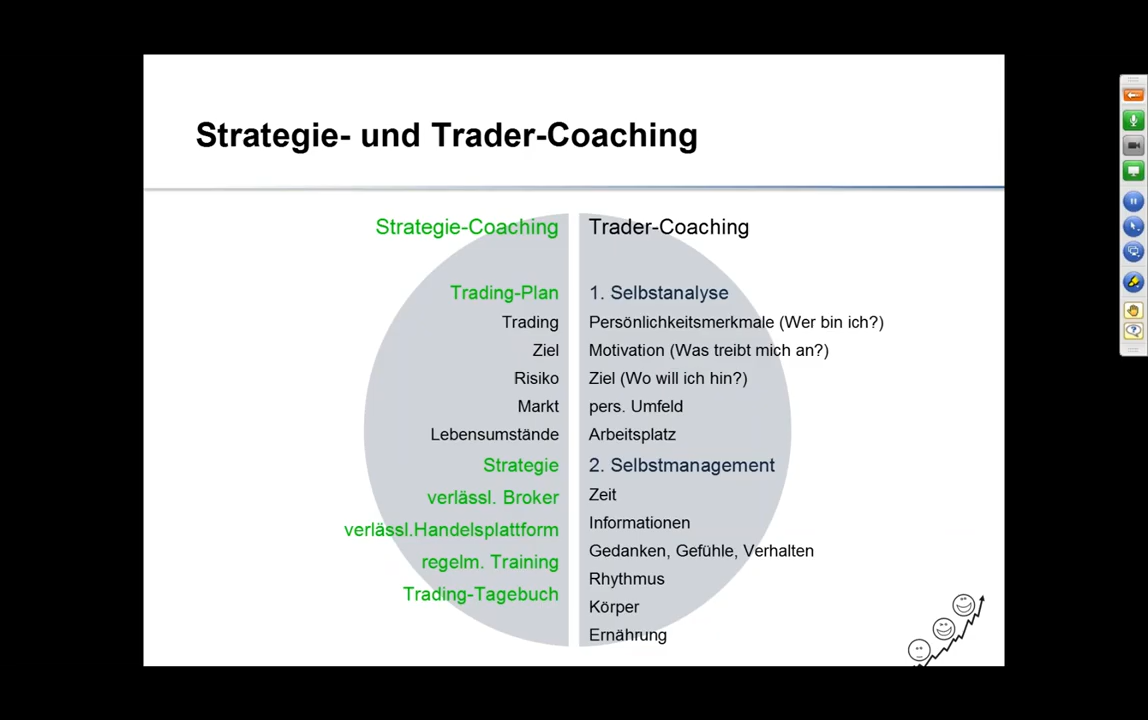 Strategie- und Trader-Coaching
Strategie-Coaching
Trading-Plan
Trading
Ziel
Risiko
Markt
Lebensumstände
Strategie
verlässl. Broker
verlässl.Handelsplattform
regelm. Training
Trading-Tagebuch
Trader-Coaching
1. Selbstanalyse
Persönlichkeitsmerkmale (Wer bin ich?)
Motivation (Was treibt mich an?)
Ziel (Wo will ich hin?)
pers. Umfeld
Arbeitsplatz
2. Selbstmanagement
Zeit
Informationen
Gedanken, Gefühle, Verhalten
Rhythmus
Körper
Ernährung